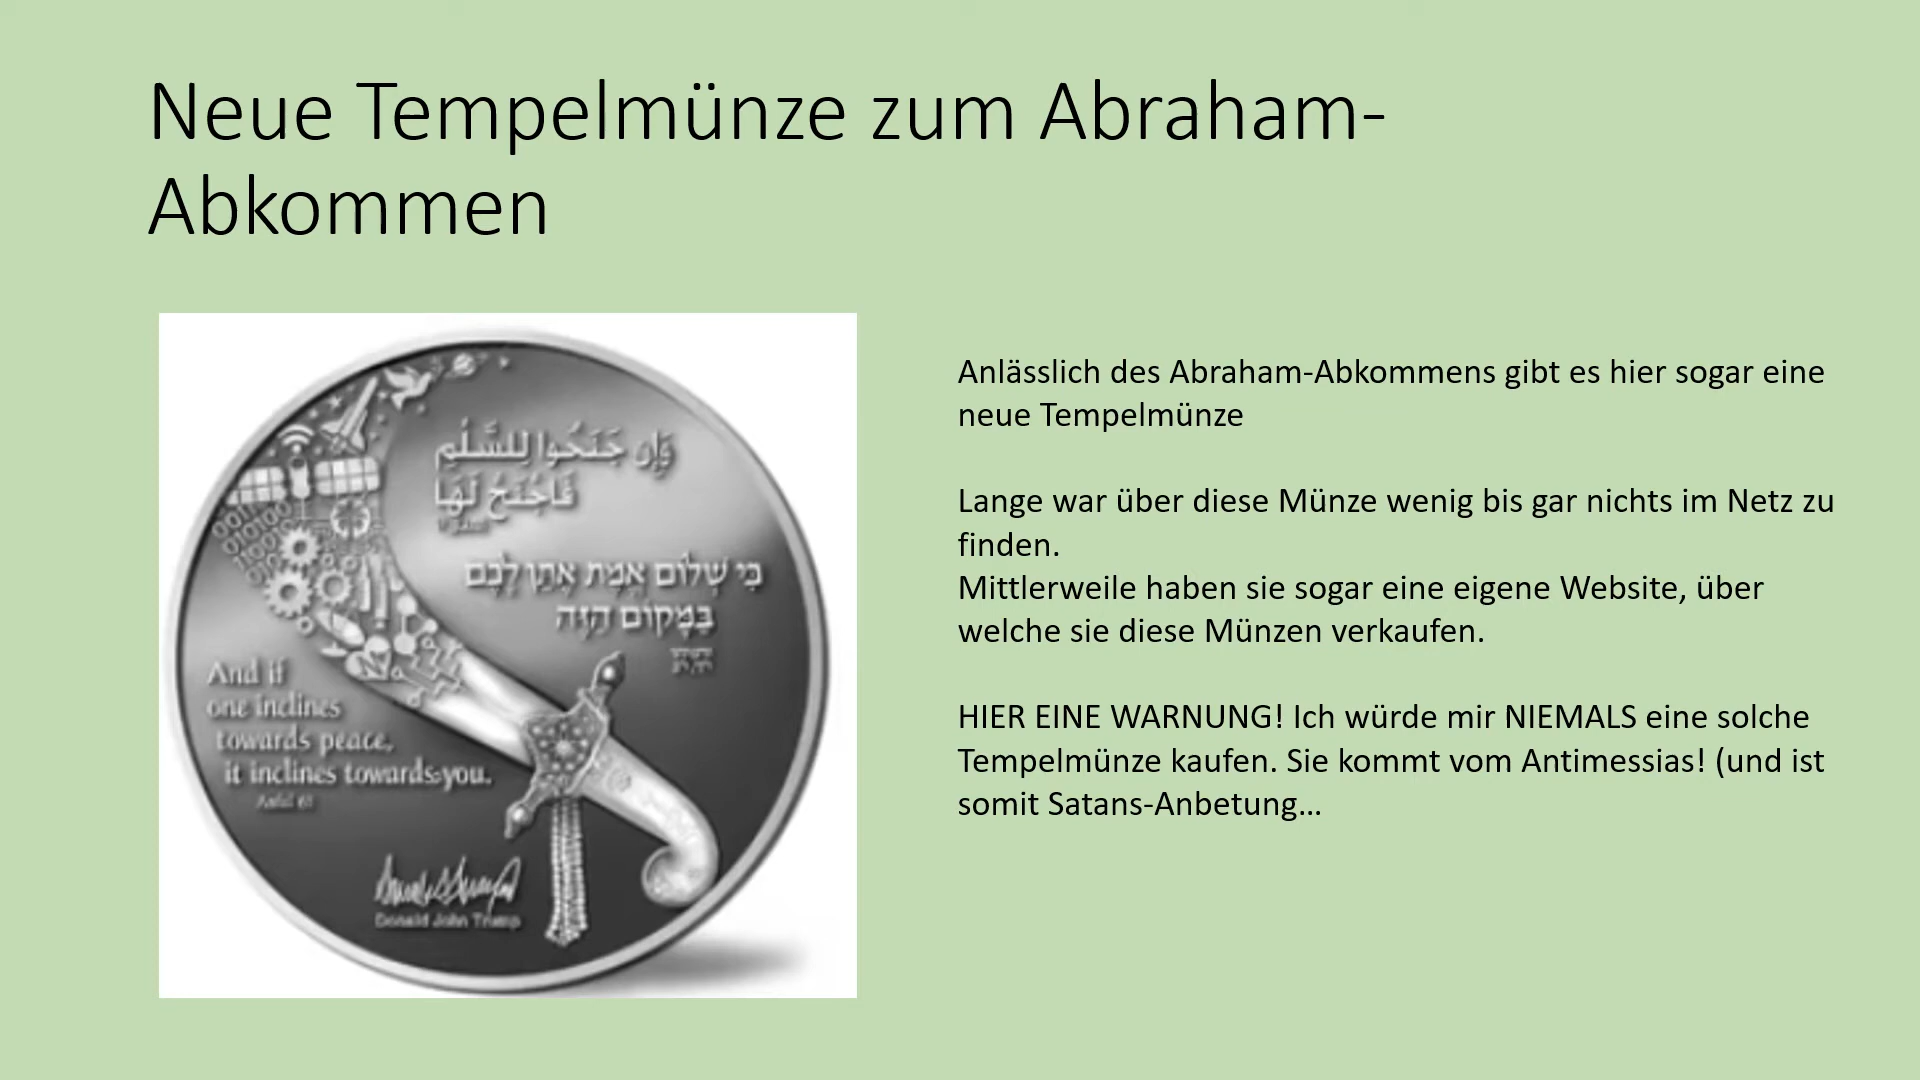 Neue Tempelmünze zum Abraham-
Abkommen
وَإِن جَنَحُوا لِلسَّلْمِ
فَاجْنَحْ لَهَا
כִּי שְׁלוֹם אֱמֶת אֶתֵּן לָכֶם
בַּמָּקוֹם הַזֶּה
And if
one inclines
towards peace,
it inclines towards you.
Donald John Trump
Anlässlich des Abraham-Abkommens gibt es hier sogar eine
neue Tempelmünze
Lange war über diese Münze wenig bis gar nichts im Netz zu
finden.
Mittlerweile haben sie sogar eine eigene Website, über
welche sie diese Münzen verkaufen.
HIER EINE WARNUNG! Ich würde mir NIEMALS eine solche
Tempelmünze kaufen. Sie kommt vom Antimessias! (und ist
somit Satans-Anbetung...